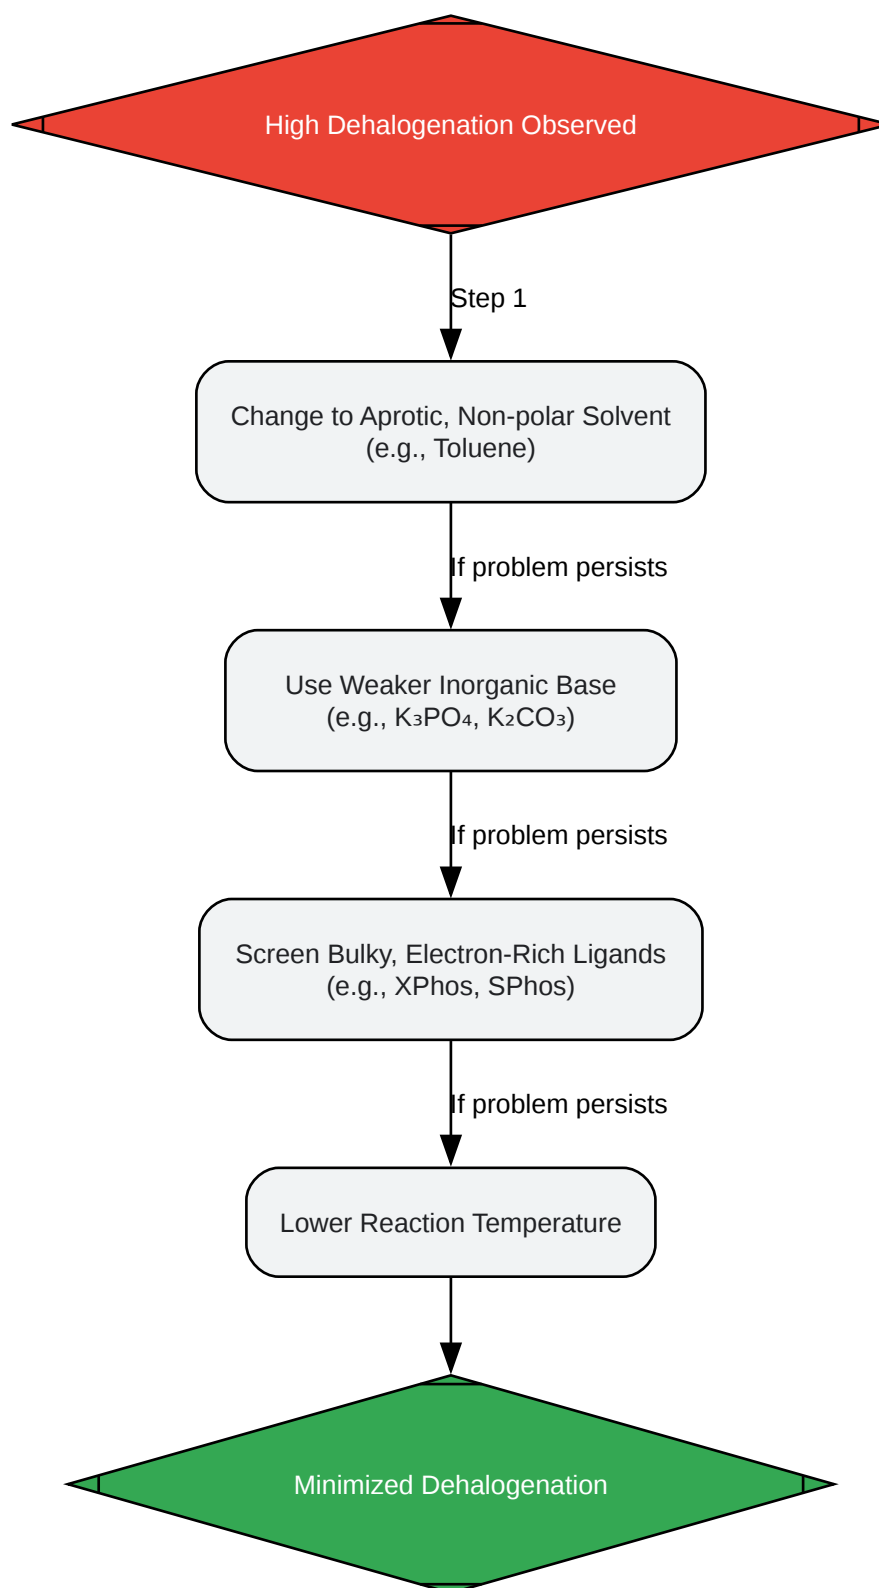 High Dehalogenation Observed
Step 1
Change to Aprotic, Non-polar Solvent
(e.g., Toluene)
If problem persists
Use Weaker Inorganic Base
(e.g., K₃PO₄, K₂CO₃)
If problem persists
Screen Bulky, Electron-Rich Ligands
(e.g., XPhos, SPhos)
If problem persists
Lower Reaction Temperature
Minimized Dehalogenation